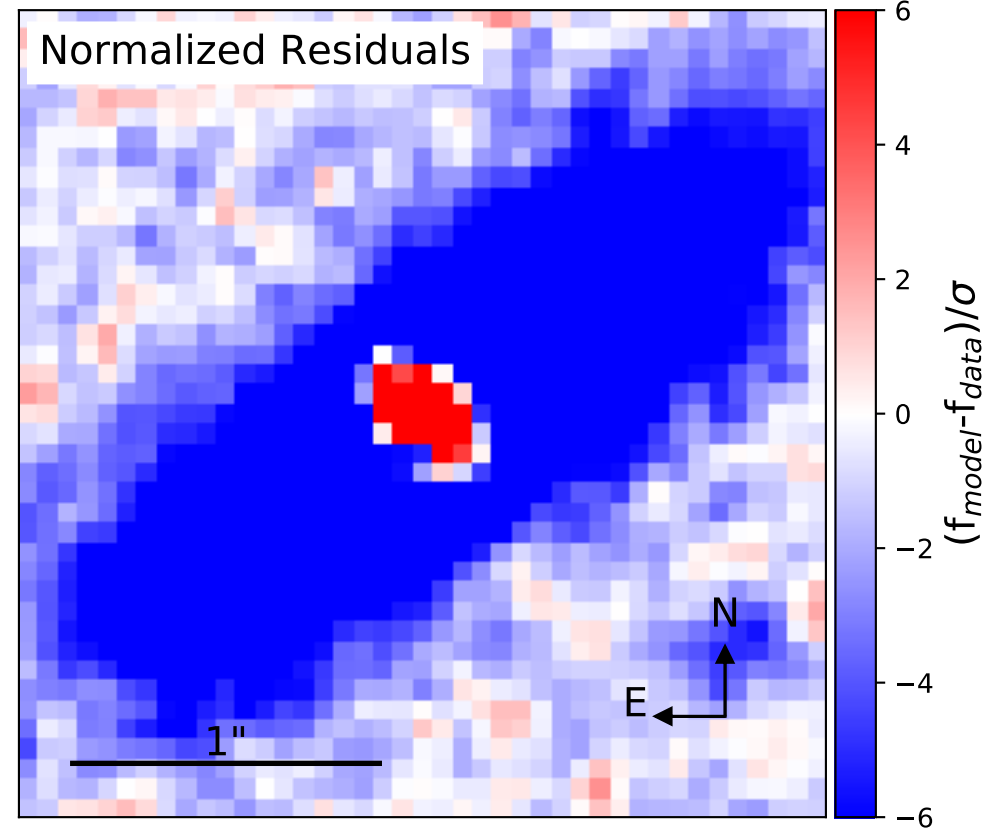 Normalized Residuals
6
4
2
0
−2
−4
−6
(f_model-f_data)/σ
N
E
1"